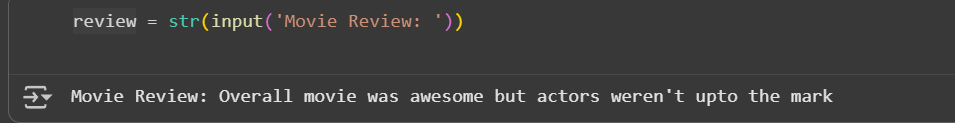 review = str(input('Movie Review: '))
Movie Review: Overall movie was awesome but actors weren't upto the mark